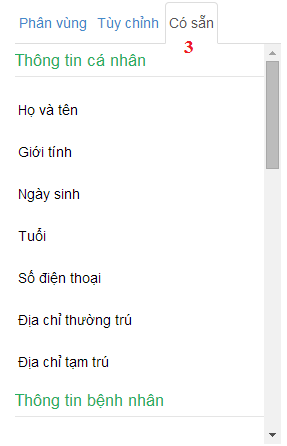 Phân vùng Tùy chỉnh Có sẵn
3
Thông tin cá nhân
Họ và tên
Giới tính
Ngày sinh
Tuổi
Số điện thoại
Địa chỉ thường trú
Địa chỉ tạm trú
Thông tin bệnh nhân